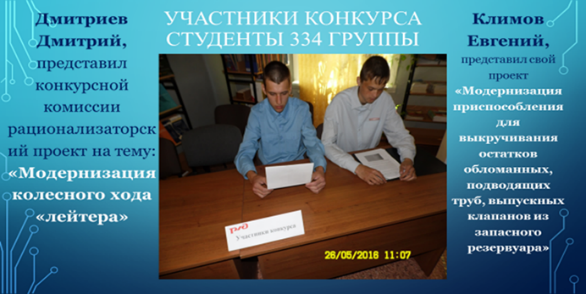 Дмитриев
Дмитрий,
представил
конкурсной
комиссии
рационализаторск
ий проект на тему:
«Модернизация
колесного хода
«лейтера»
УЧАСТНИКИ КОНКУРСА
СТУДЕНТЫ 334 ГРУППЫ
ржд
Участники конкурса
26/05/2016 11:07
Климов
Евгений,
представил свой
проект
«Модернизация
приспособления
для
выкручивания
остатков
обломанных,
подводящих
труб, выпускных
клапанов из
запасного
резервуара»